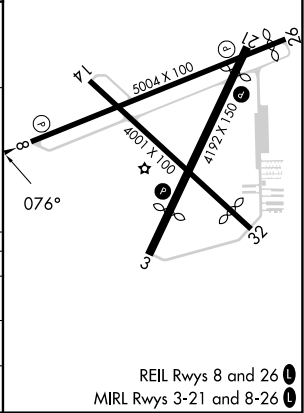 26
21
P
14
5004 X 100
P
P
8
4001 X 100
4192 X 150
076°
P
32
3
REIL Rwys 8 and 26 L
MIRL Rwys 3-21 and 8-26 L